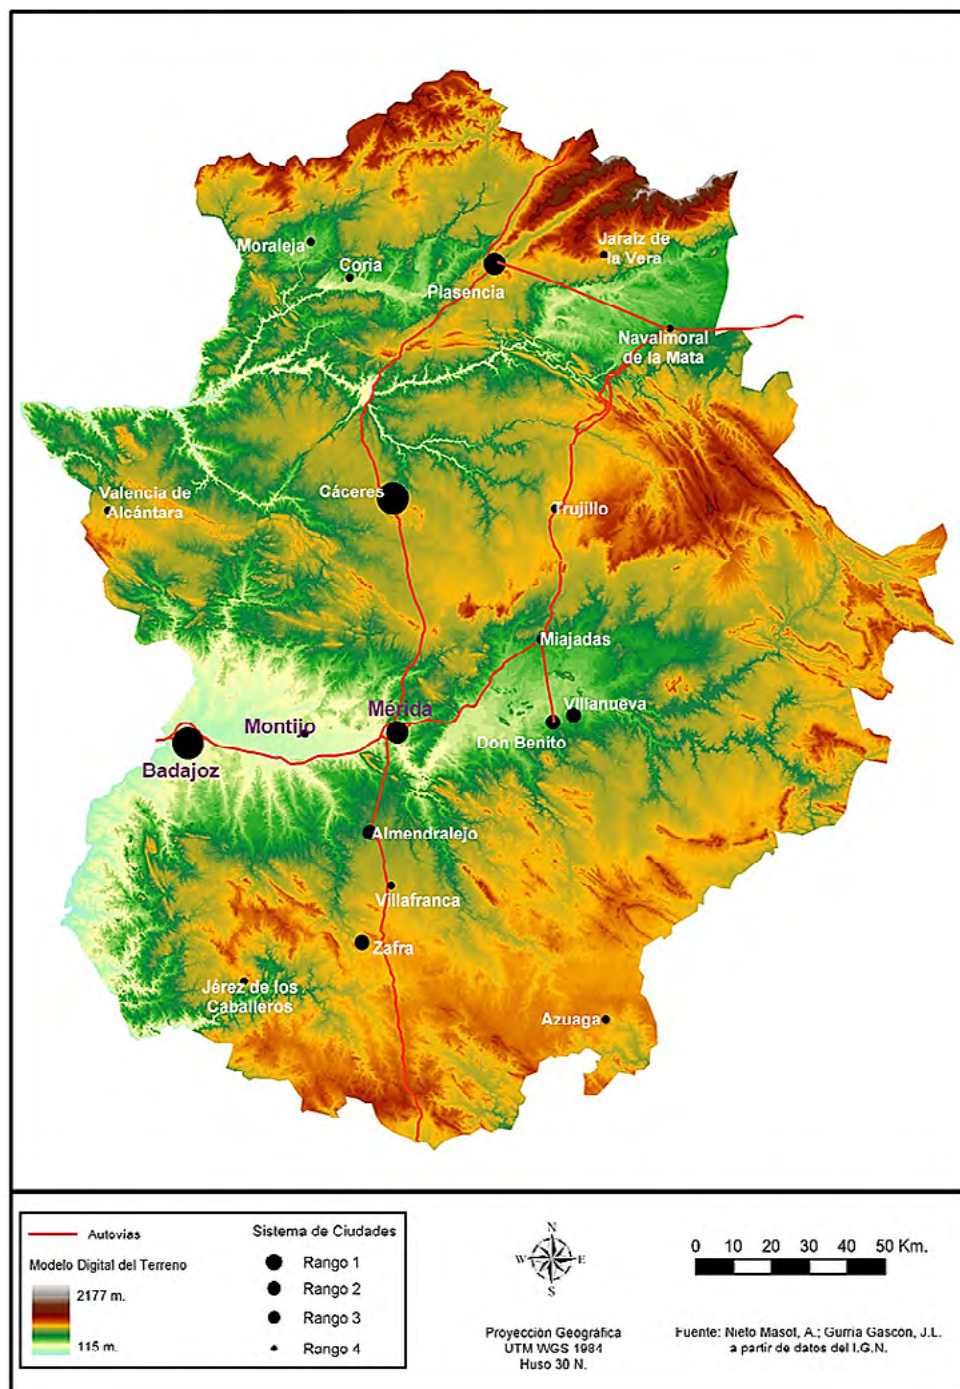 Moraleja
Coria
Jaraíz de
la Vera
Plasencia
Navalmoral
de la Mata
Valencia de
Alcántara
Cáceres
Trujillo
Miajadas
Villanueva
Mérida
Montijo
Don Benito
Badajoz
Almendralejo
Villafranca
Zafra
Jérez de los
Caballeros
Azuaga
Autovías
Modelo Digital del Terreno
2177 m.
115 m.
Sistema de Ciudades
Rango 1
Rango 2
Rango 3
Rango 4
N
W E
S
Proyección Geográfica
UTM WGS 1984
Huso 30 N.
0 10 20 30 40 50 Km.
Fuente: Nieto Masot, A.; Gurría Gascón, J.L.
a partir de datos del I.G.N.